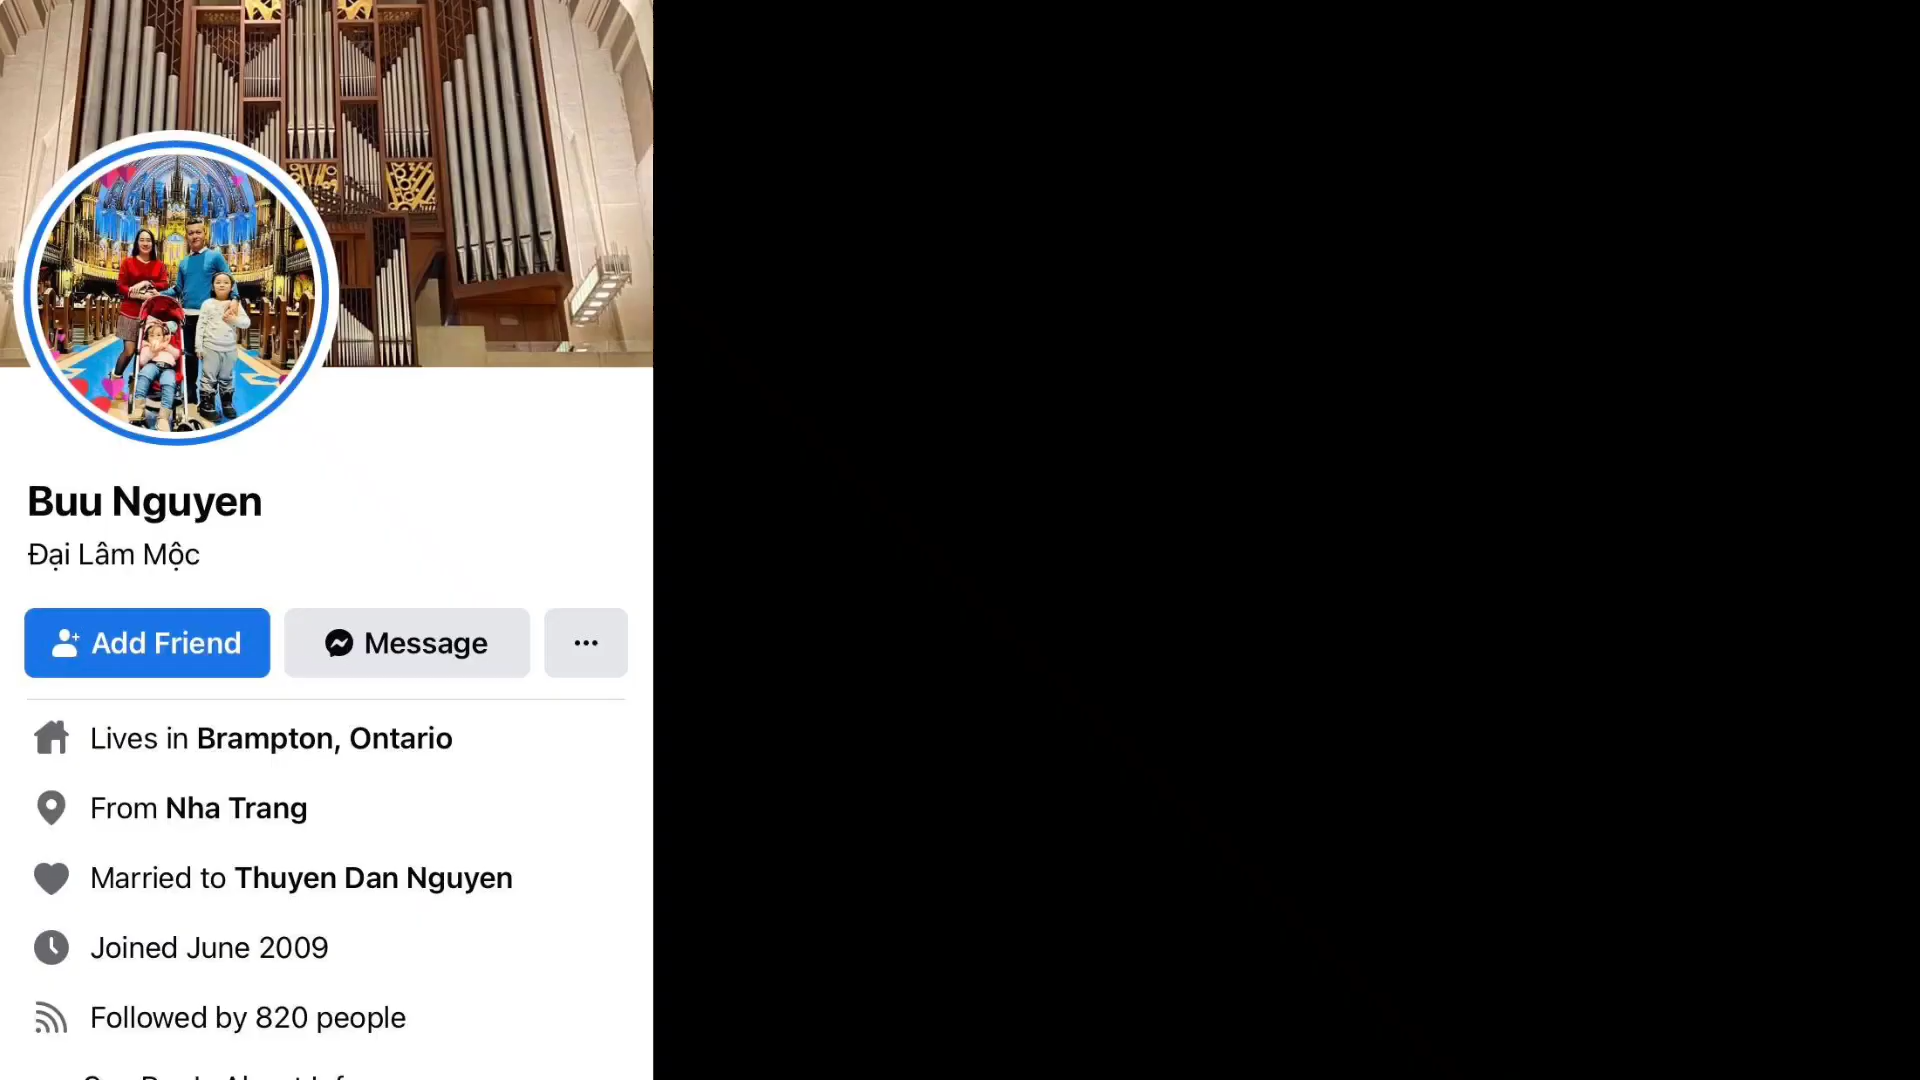 Buu Nguyen
Đại Lâm Mộc
Add Friend
Message
Lives in Brampton, Ontario
From Nha Trang
Married to Thuyen Dan Nguyen
Joined June 2009
Followed by 820 people